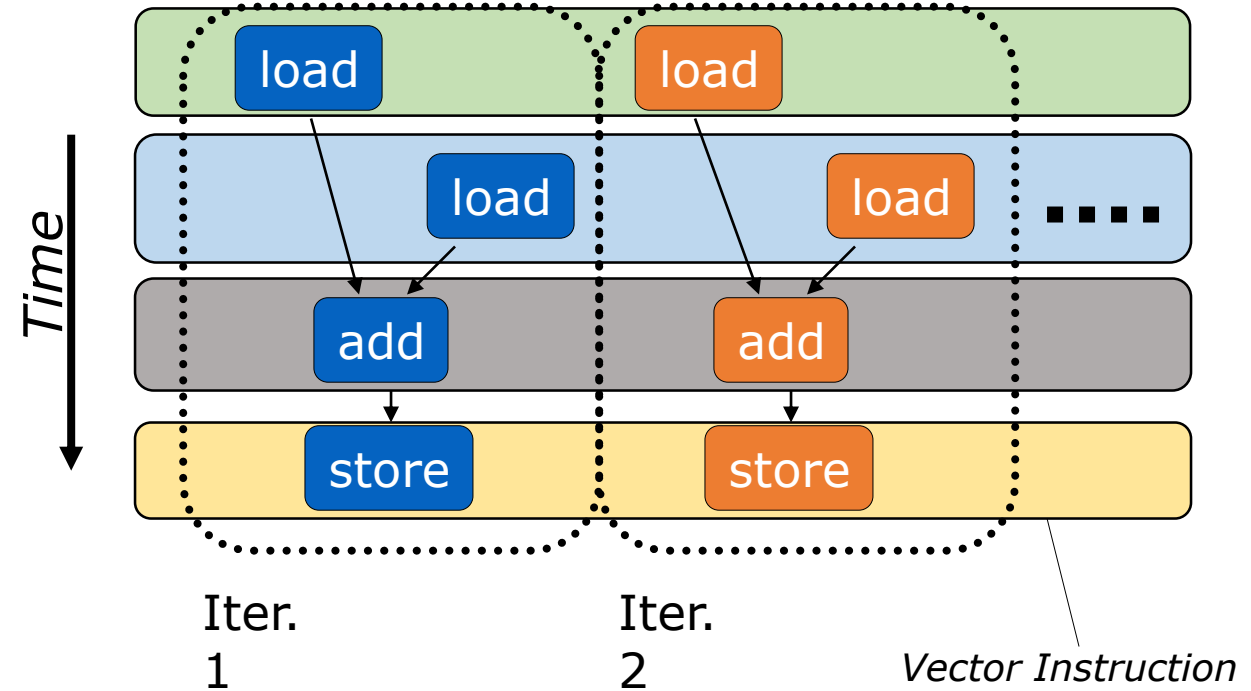 load
load
load
load
Time
add
add
store
store
Iter.
1
Iter.
2
Vector Instruction